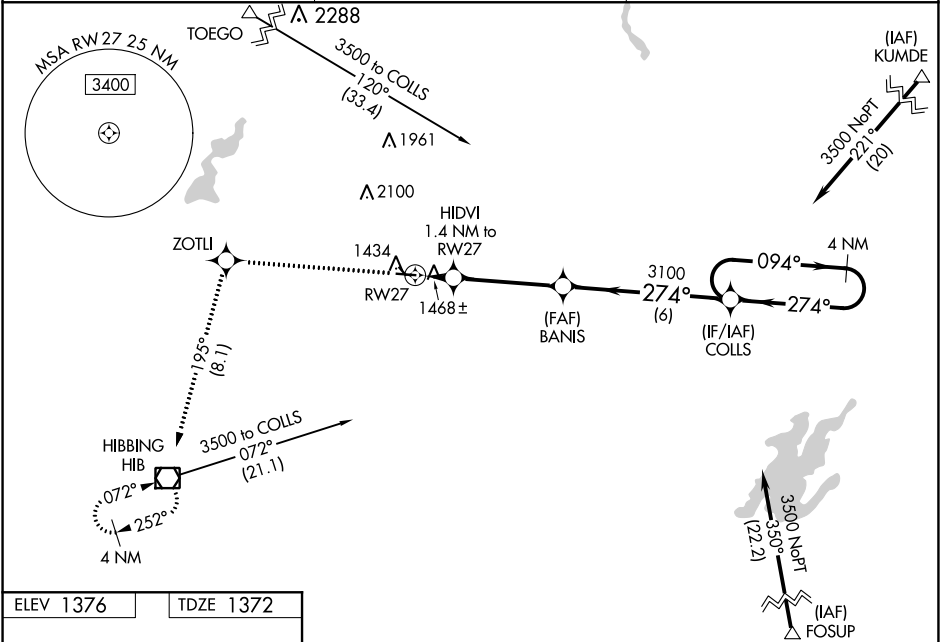 TOEGO
2288
MSA RW 27 25 NM
3400
3500 to COLLS
120°
(33.4)
(IAF)
KUMDE
3500 NoPT
221°
(20)
1961
2100
HIDVI
1.4 NM to
RW27
ZOTLI
1434
RW27
1468±
3100
274°
(6)
(FAF)
BANIS
4 NM
094°
274°
(IF/IAF)
COLLS
195°
(8.1)
3500 to COLLS
072°
(21.1)
HIBBING
HIB
072°
252°
4 NM
3500 NoPT
350°
(22.2)
(IAF)
FOSUP
ELEV 1376
TDZE 1372